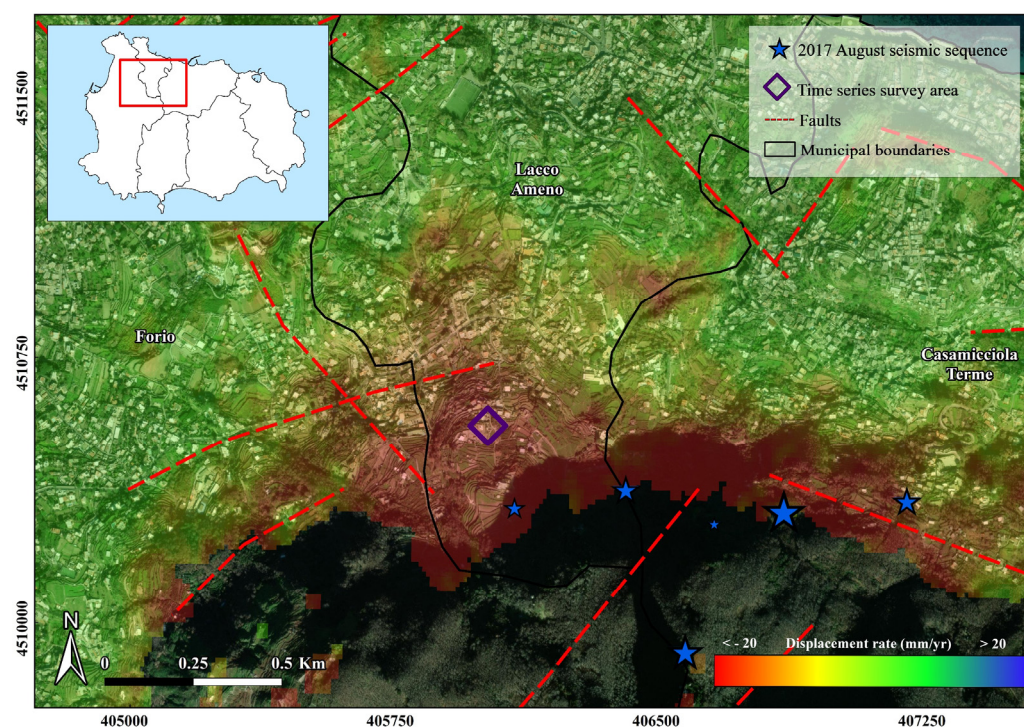 2017 August seismic sequence
Time series survey area
Faults
Municipal boundaries
4511500
Lacco
Ameno
Forio
4510750
Casamicciola
Terme
4510000
N
0 0.25 0.5 Km
< - 20 Displacement rate (mm/yr) > 20
405000 405750 406500 407250